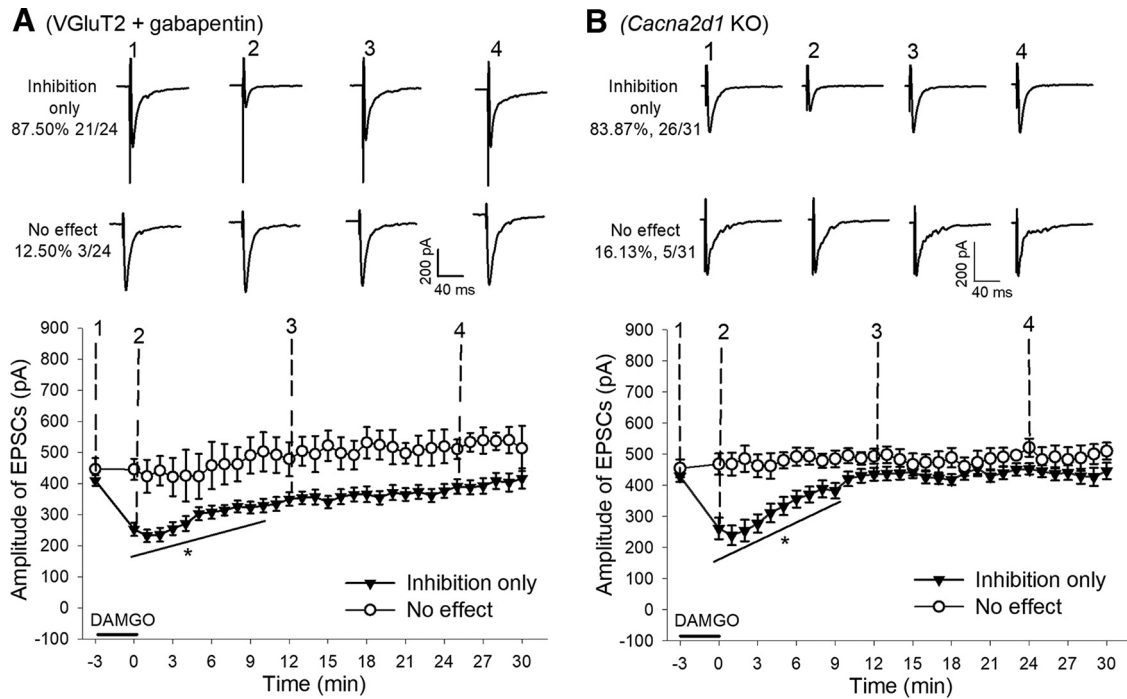 A (VGluT2 + gabapentin)
1 2 3 4
Inhibition
only
87.50% 21/24
No effect
12.50% 3/24
200 pA
40 ms
Amplitude of EPSCs (pA)
900
800
700
600
500
400
300
200
100
0
-100
1 2 3 4
*
Inhibition only
No effect
DAMGO
-3 0 3 6 9 12 15 18 21 24 27 30
Time (min)
B (Cacna2d1 KO)
1 2 3 4
Inhibition
only
83.87%, 26/31
No effect
16.13%, 5/31
200 pA
40 ms
Amplitude of EPSCs (pA)
900
800
700
600
500
400
300
200
100
0
-100
1 2 3 4
*
Inhibition only
No effect
DAMGO
-3 0 3 6 9 12 15 18 21 24 27 30
Time (min)